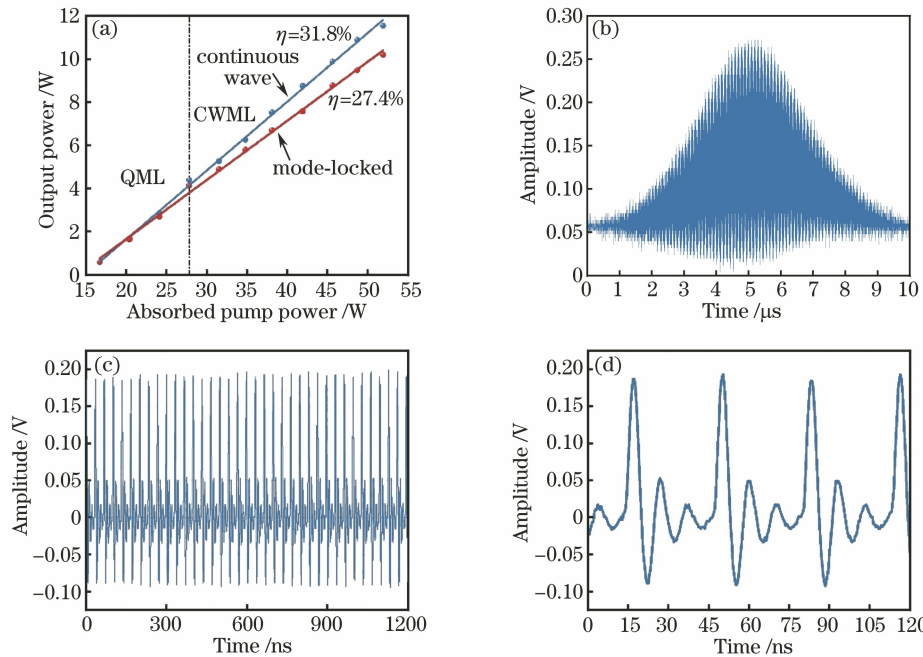 (a)
12
10
8
6
4
2
0
Output power /W
η=31.8%
continuous
wave
CWML
η=27.4%
QML
mode-locked
15 20 25 30 35 40 45 50 55
Absorbed pump power /W
(b)
0.30
0.25
0.20
0.15
0.10
0.05
0
Amplitude /V
0 1 2 3 4 5 6 7 8 9 10
Time /μs
(c)
0.20
0.15
0.10
0.05
0
−0.05
−0.10
Amplitude /V
0 300 600 900 1200
Time /ns
(d)
0.20
0.15
0.10
0.05
0
−0.05
−0.10
Amplitude /V
0 15 30 45 60 75 90 105 120
Time /ns